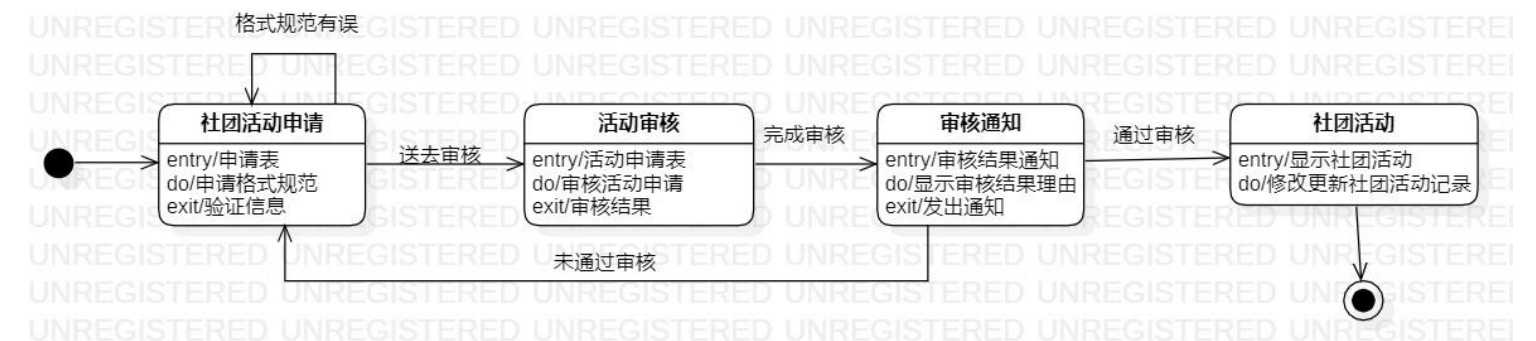 格式规范有误
社团活动申请
entry/申请表
do/申请格式规范
exit/验证信息
送去审核
活动审核
entry/活动申请表
do/审核活动申请
exit/审核结果
完成审核
审核通知
entry/审核结果通知
do/显示审核结果理由
exit/发出通知
通过审核
社团活动
entry/显示社团活动
do/修改更新社团活动记录
未通过审核
UNREGISTERED UNREGISTERED UNREGISTERED UNREGISTERED UNREGISTERED UNREGISTERED